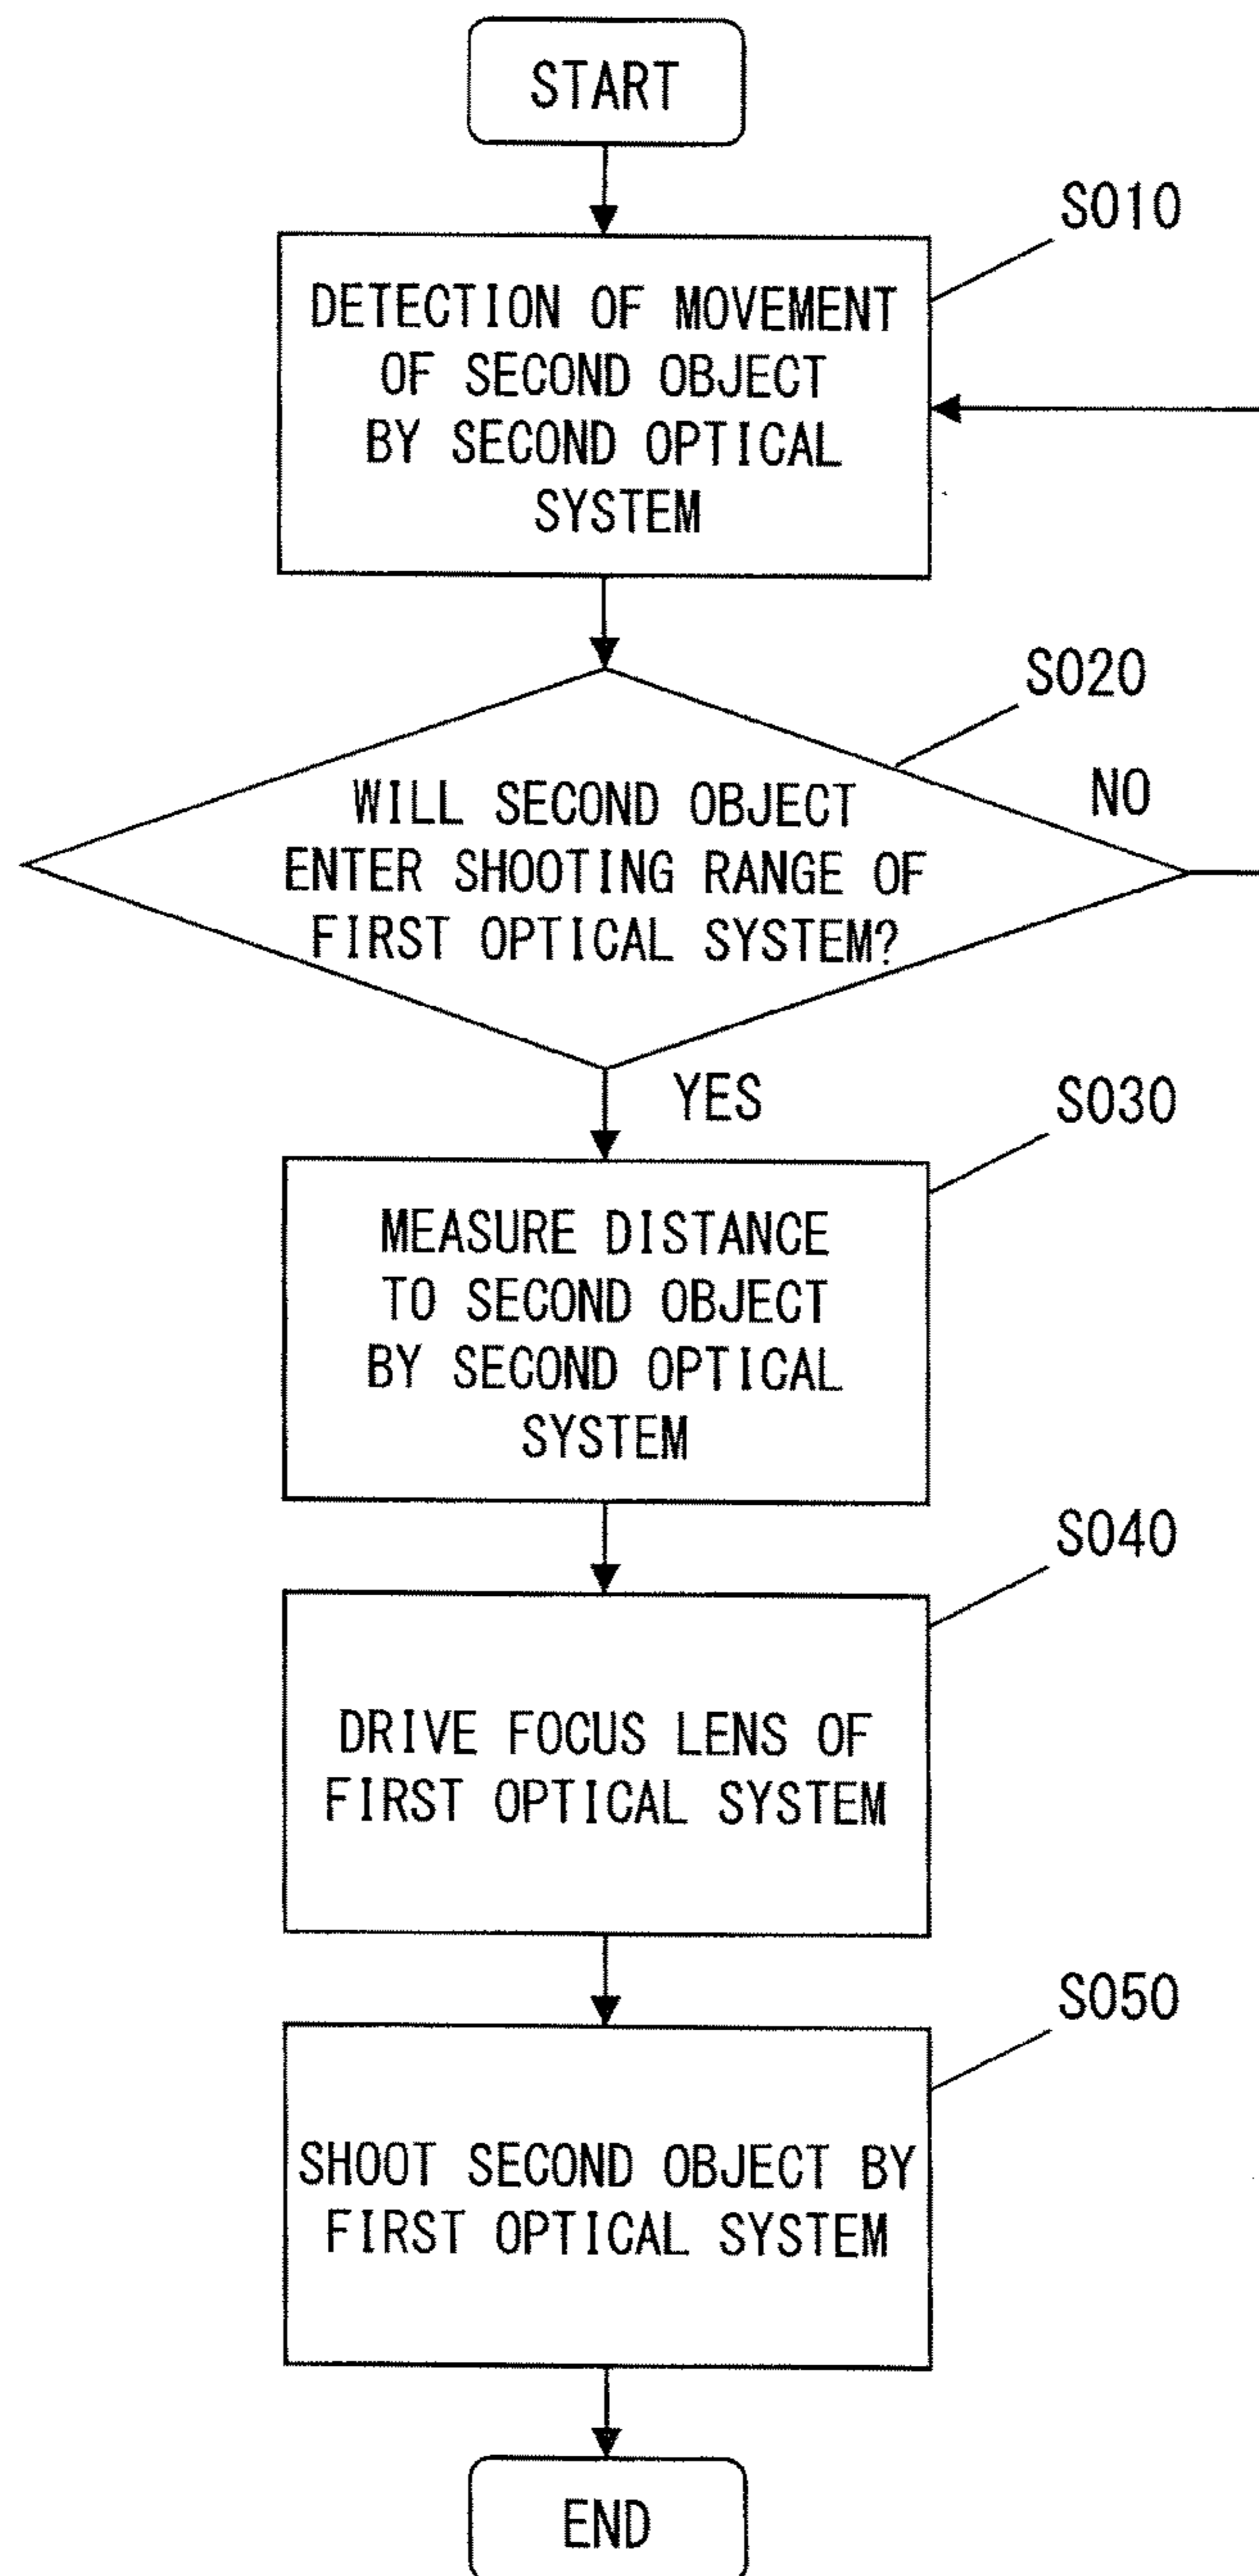 START
S010
DETECTION OF MOVEMENT
OF SECOND OBJECT
BY SECOND OPTICAL
SYSTEM
S020
NO
WILL SECOND OBJECT
ENTER SHOOTING RANGE OF
FIRST OPTICAL SYSTEM?
YES
S030
MEASURE DISTANCE
TO SECOND OBJECT
BY SECOND OPTICAL
SYSTEM
S040
DRIVE FOCUS LENS OF
FIRST OPTICAL SYSTEM
S050
SHOOT SECOND OBJECT BY
FIRST OPTICAL SYSTEM
END